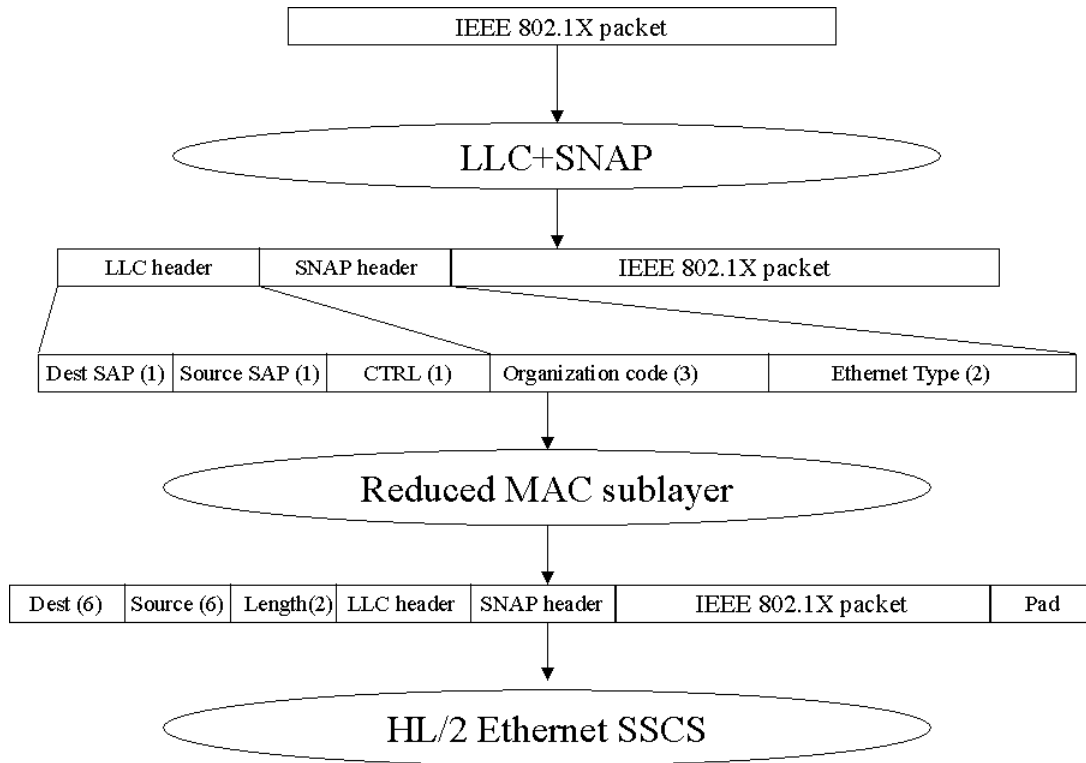 IEEE 802.1X packet
LLC+SNAP
LLC header SNAP header IEEE 802.1X packet
Dest SAP (1) Source SAP (1) CTRL (1) Organization code (3) Ethernet Type (2)
Reduced MAC sublayer
Dest (6) Source (6) Length(2) LLC header SNAP header IEEE 802.1X packet Pad
HL/2 Ethernet SSCS